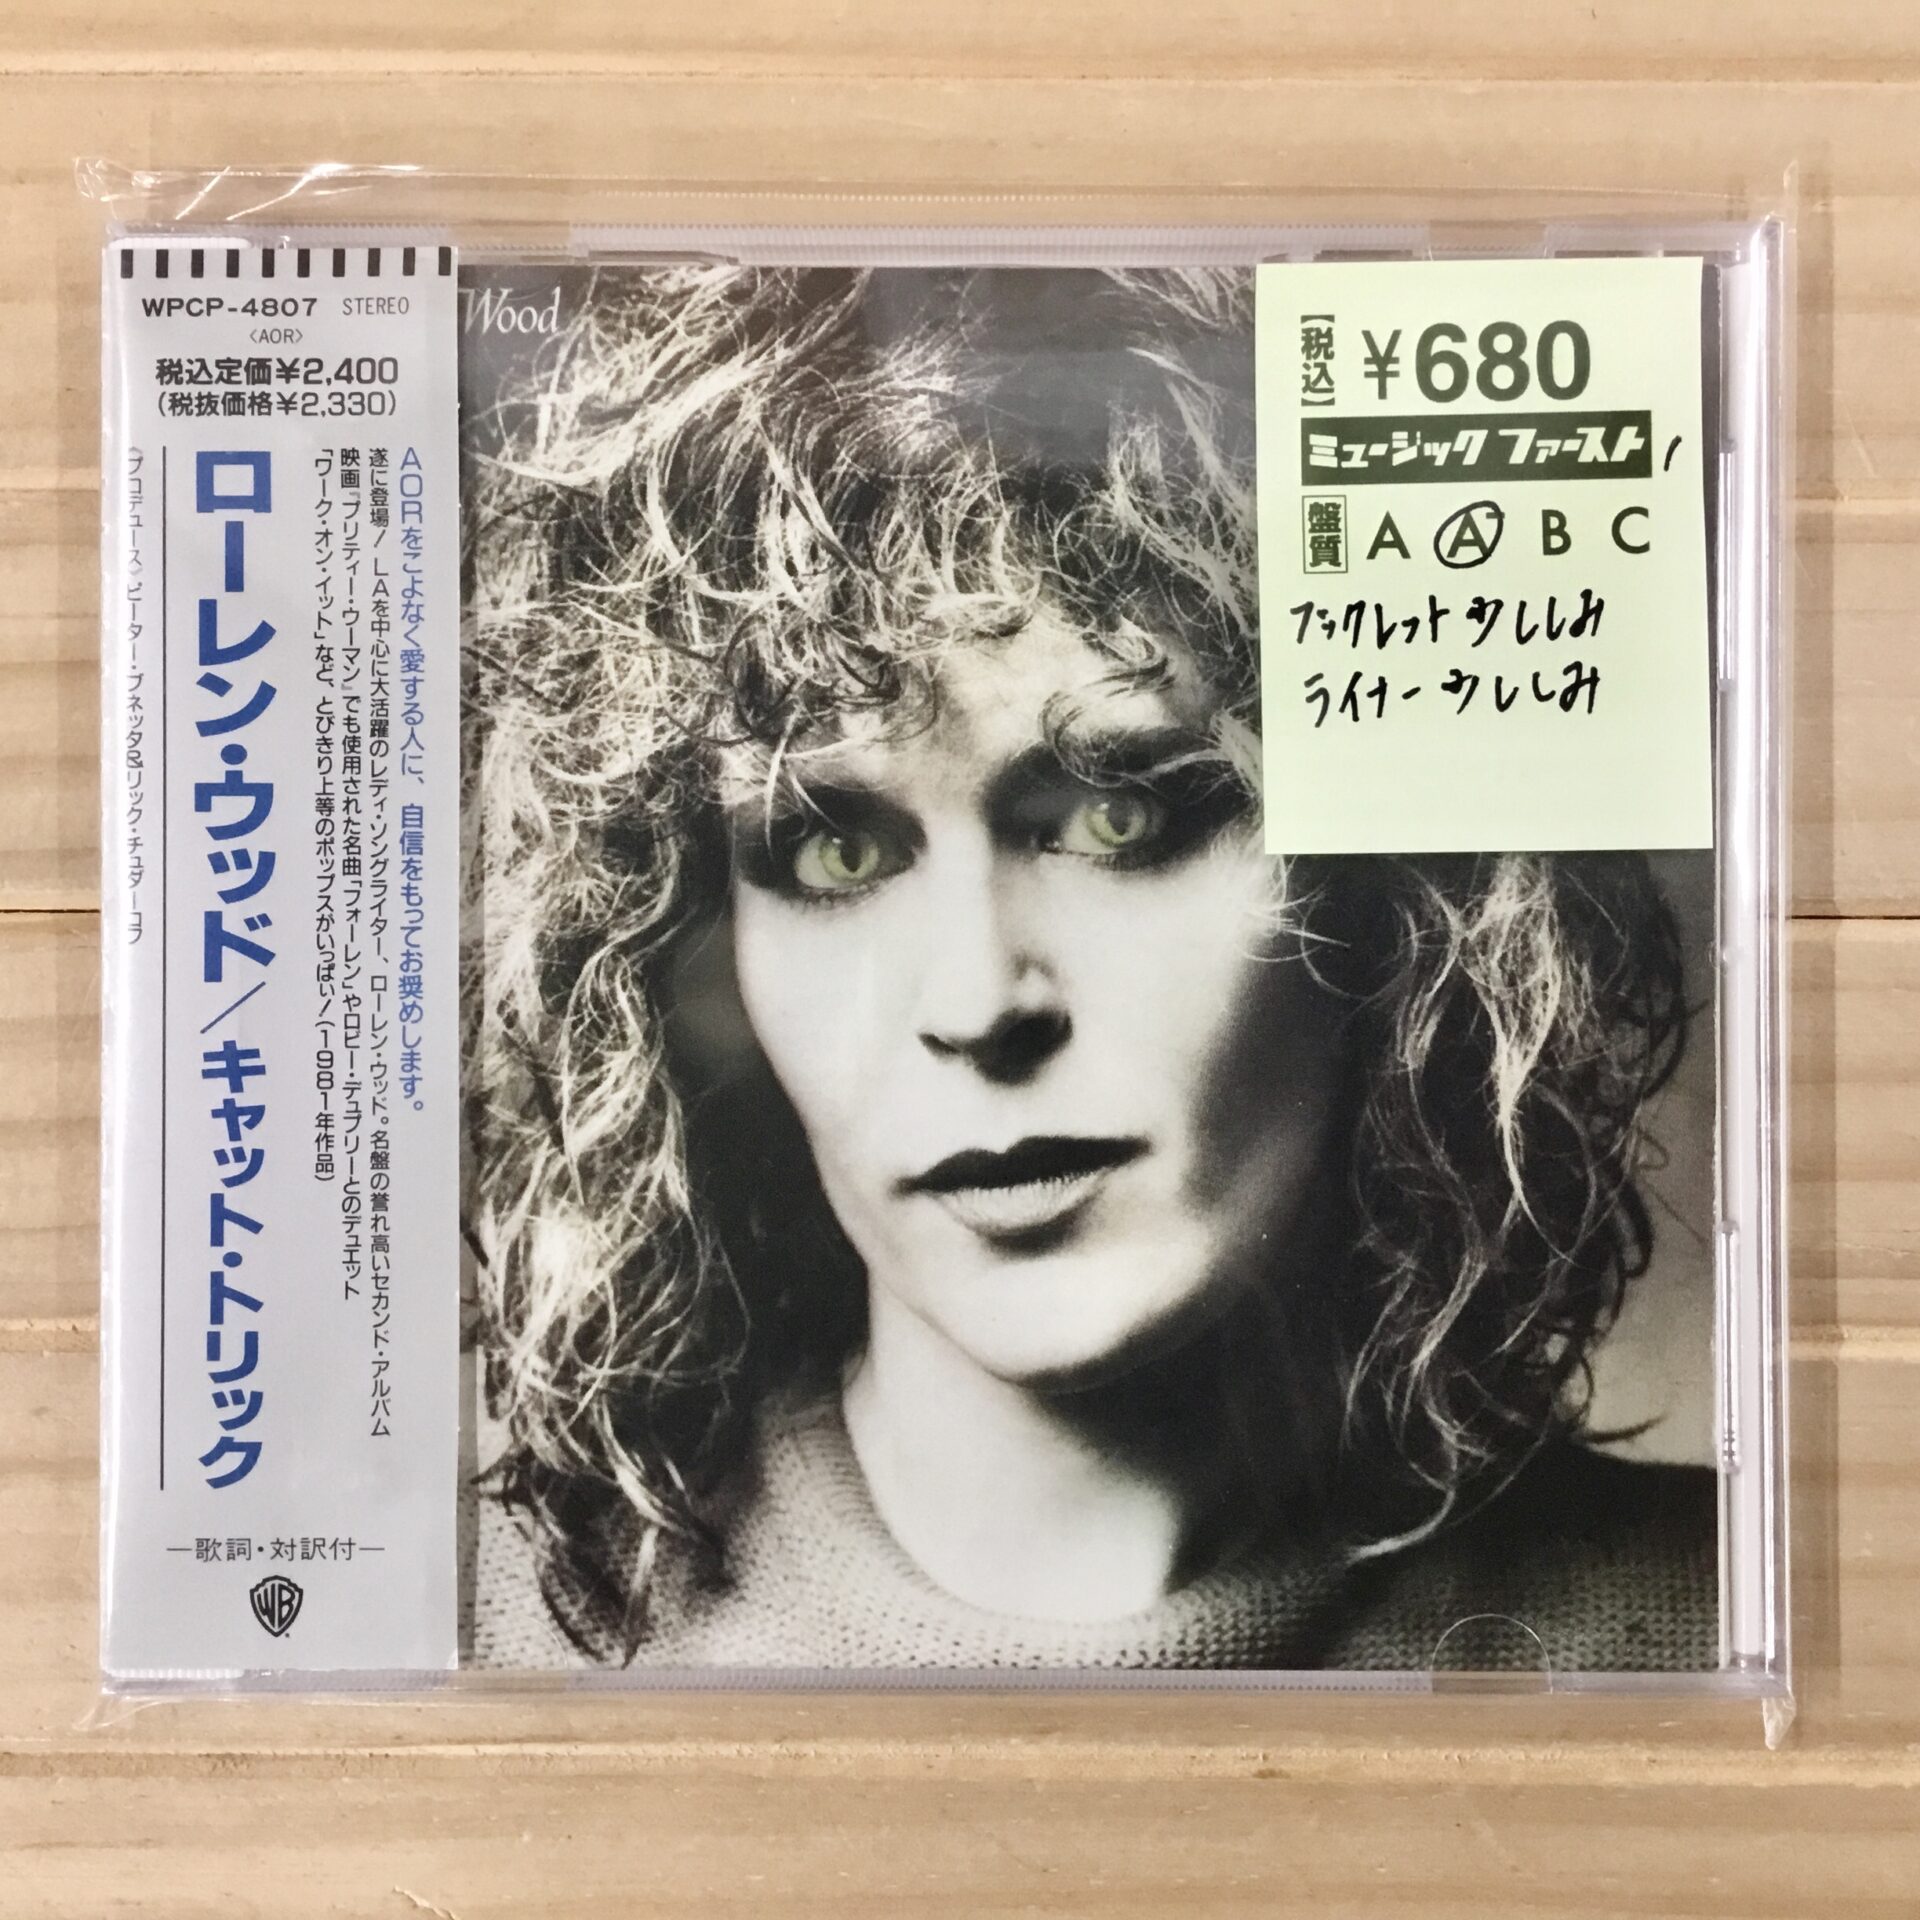 WPCP-4807 STEREO
〈AOR〉
税込定価¥2,400
(税抜価格¥2,330)
AORをこよなく愛する人に、自信をもってお奨めします。
遂に登場! LAを中心に大活躍のレディ・ソングライター、ローレン・ウッド。名盤の誉れ高いセカンド・アルバム
映画『プリティー・ウーマン』でも使用された名曲「フォーレン」やロビー・デュプリーとのデュエット
「ワーク・オン・イット」など、とびきり上等のポップスがいっぱい!(1981年作品)
ローレン・ウッド/キャット・トリック
《プロデュース》ピーター・ブネッタ&リック・チュダーコフ
—歌詞・対訳付—
WB
Wood
【税込】¥680
ミュージック ファースト
盤質 A A⁻ B C
ブックレット少ししみ
ライナー少ししみ